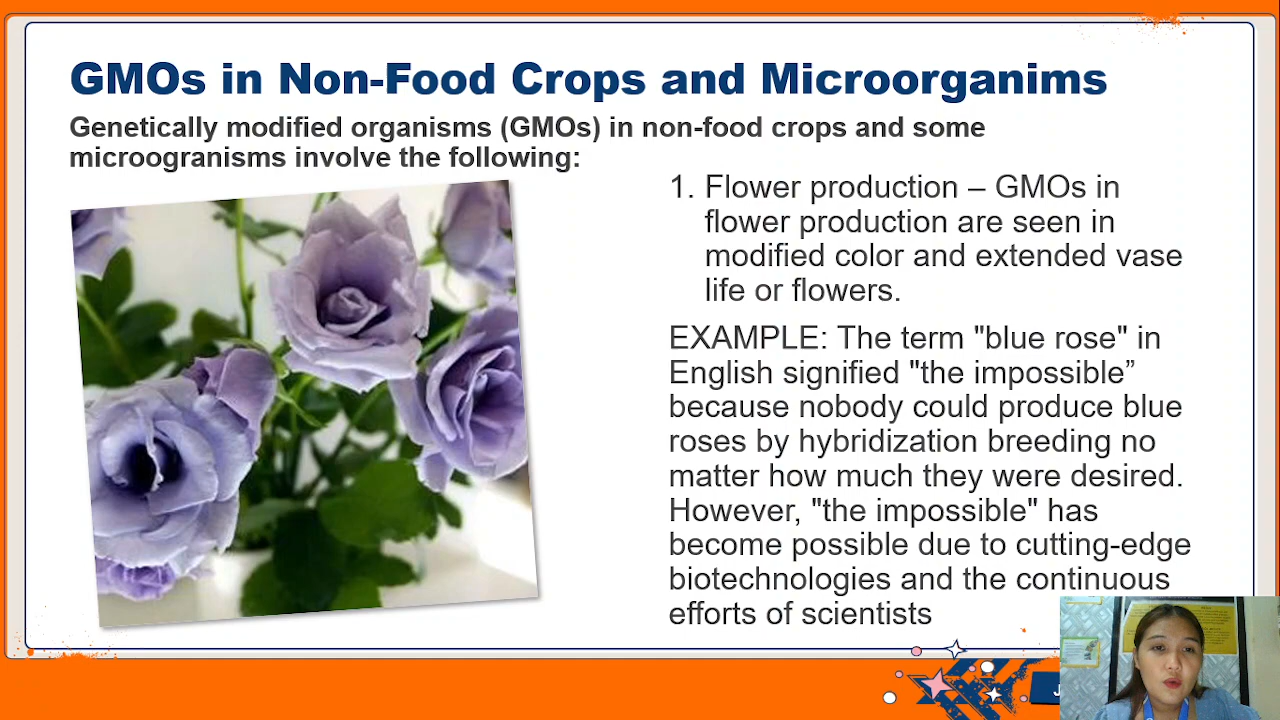 GMOs in Non-Food Crops and Microorganims
Genetically modified organisms (GMOs) in non-food crops and some
microogranisms involve the following:
1. Flower production – GMOs in
flower production are seen in
modified color and extended vase
life or flowers.
EXAMPLE: The term "blue rose" in
English signified "the impossible”
because nobody could produce blue
roses by hybridization breeding no
matter how much they were desired.
However, "the impossible" has
become possible due to cutting-edge
biotechnologies and the continuous
efforts of scientists